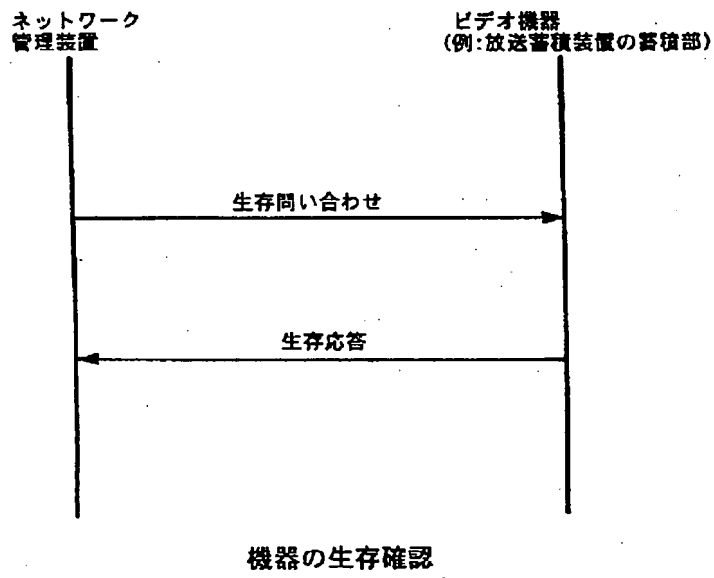 ネットワーク
管理装置
ビデオ機器
(例:放送蓄積装置の蓄積部)
生存問い合わせ
生存応答
機器の生存確認